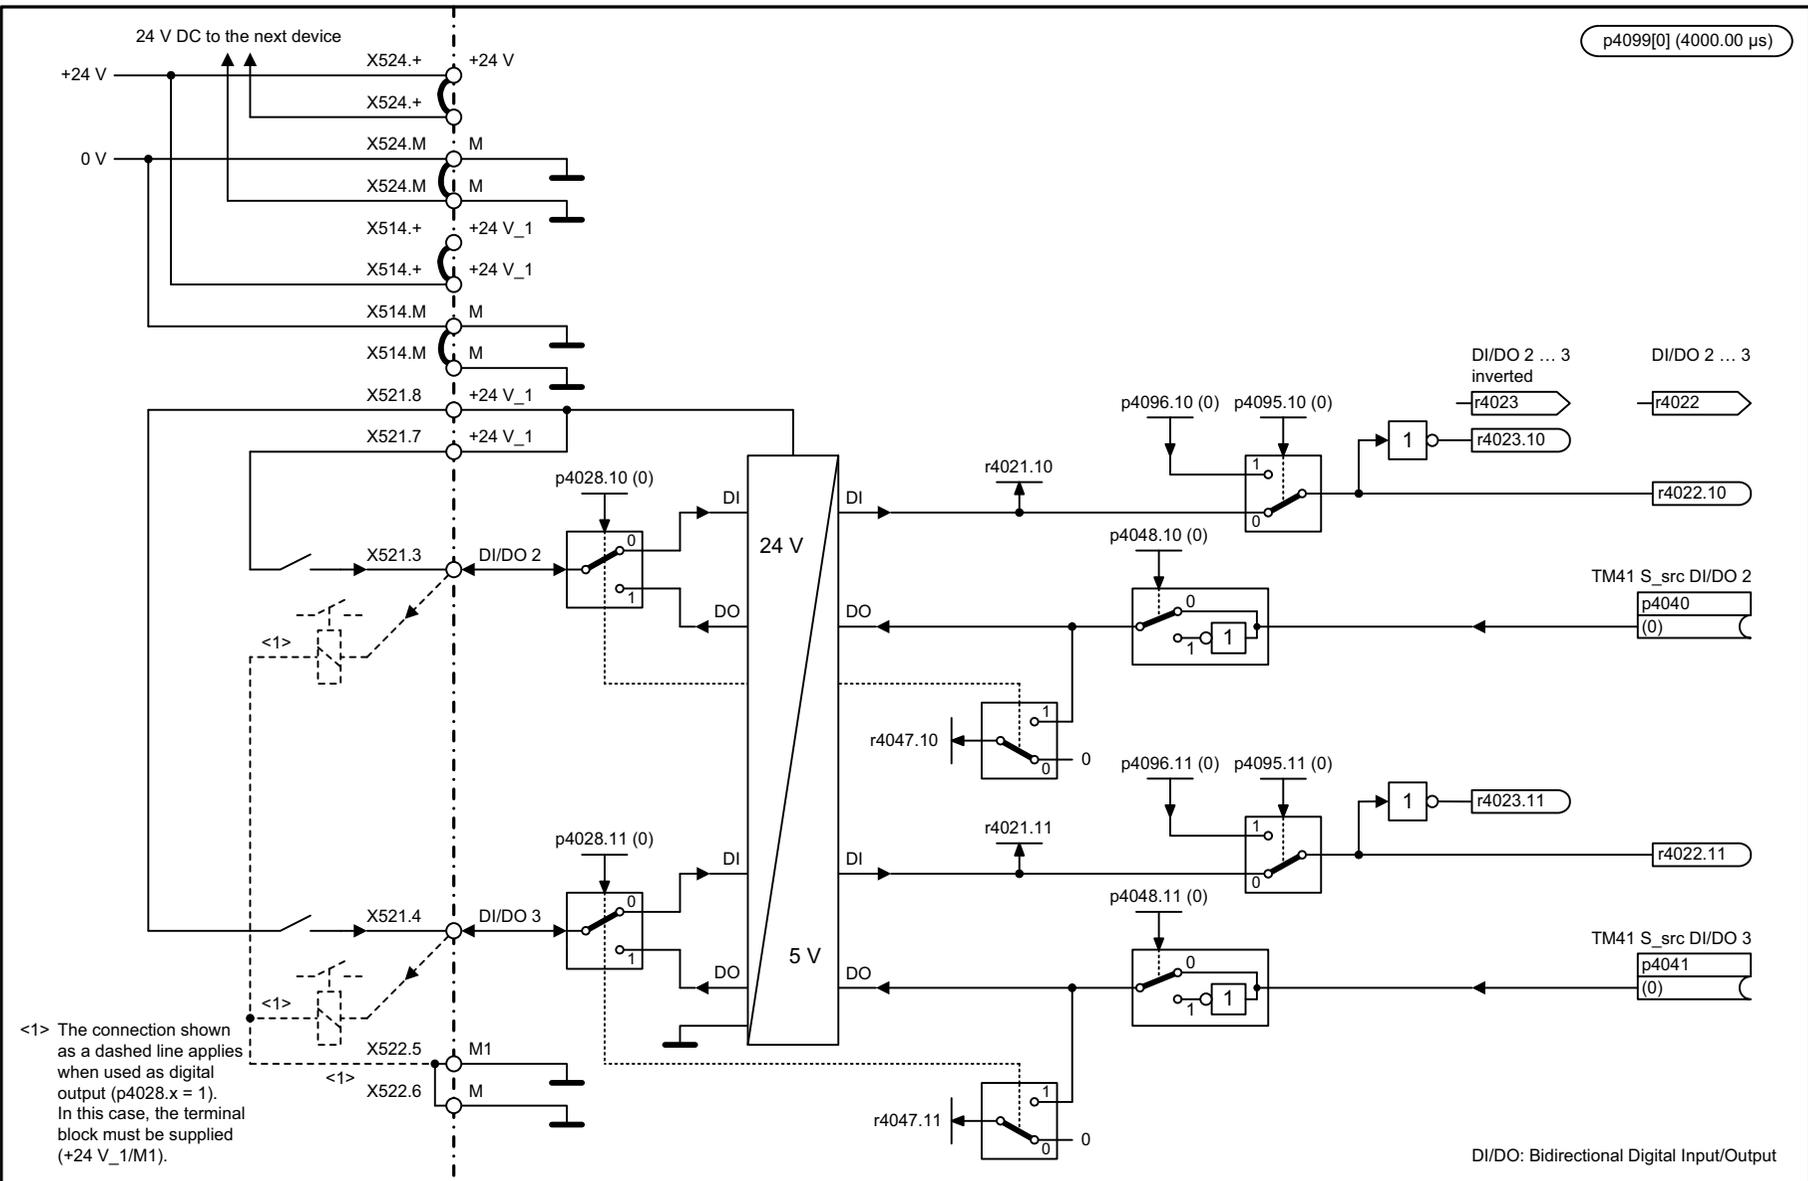 24 V DC to the next device
p4099[0] (4000.00 µs)
+24 V
X524.+
+24 V
X524.+
0 V
X524.M
M
X524.M
M
X514.+
+24 V_1
X514.+
+24 V_1
X514.M
M
X514.M
M
X521.8
+24 V_1
X521.7
+24 V_1
DI/DO 2 … 3
inverted
r4023
DI/DO 2 … 3
r4022
p4096.10 (0)
p4095.10 (0)
1
0
1
r4023.10
r4022.10
p4028.10 (0)
0
1
DI
DI
r4021.10
24 V
X521.3
DI/DO 2
p4048.10 (0)
0
1
1
TM41 S_src DI/DO 2
p4040
(0)
DO
DO
<1>
r4047.10
1
0
0
p4096.11 (0)
p4095.11 (0)
1
0
1
r4023.11
r4022.11
p4028.11 (0)
0
1
DI
DI
r4021.11
X521.4
DI/DO 3
5 V
p4048.11 (0)
0
1
1
TM41 S_src DI/DO 3
p4041
(0)
DO
DO
<1>
<1> The connection shown
as a dashed line applies
when used as digital
output (p4028.x = 1).
In this case, the terminal
block must be supplied
(+24 V_1/M1).
X522.5
M1
<1>
X522.6
M
r4047.11
1
0
0
DI/DO: Bidirectional Digital Input/Output